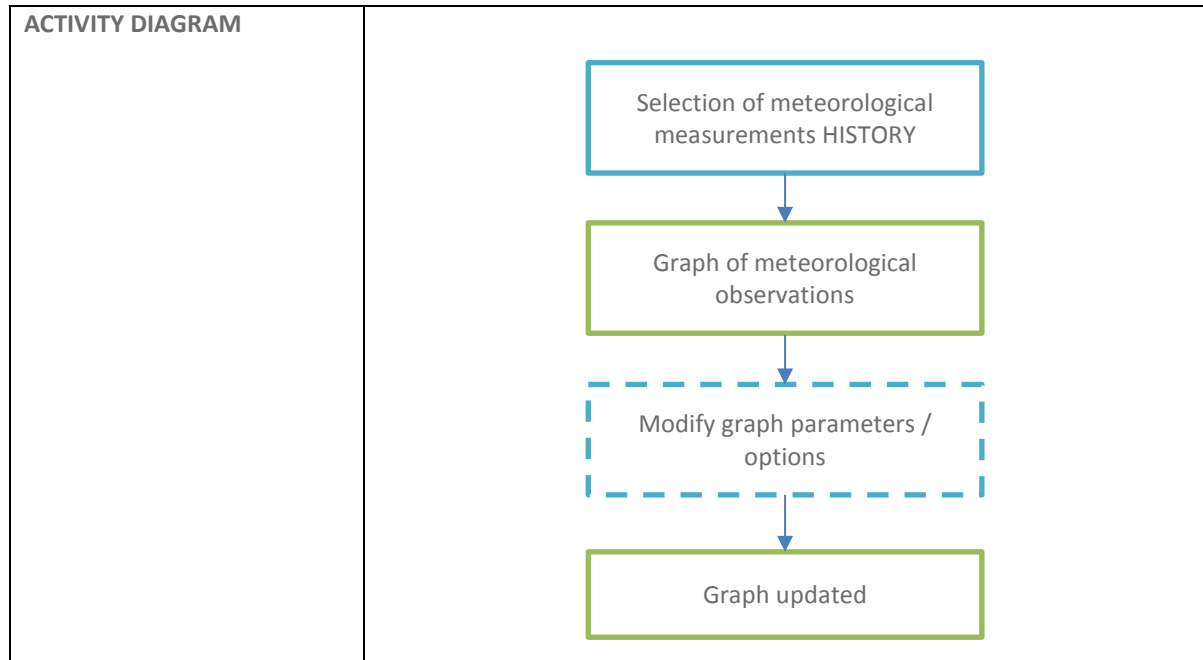 ACTIVITY DIAGRAM
Selection of meteorological
measurements HISTORY
Graph of meteorological
observations
Modify graph parameters /
options
Graph updated